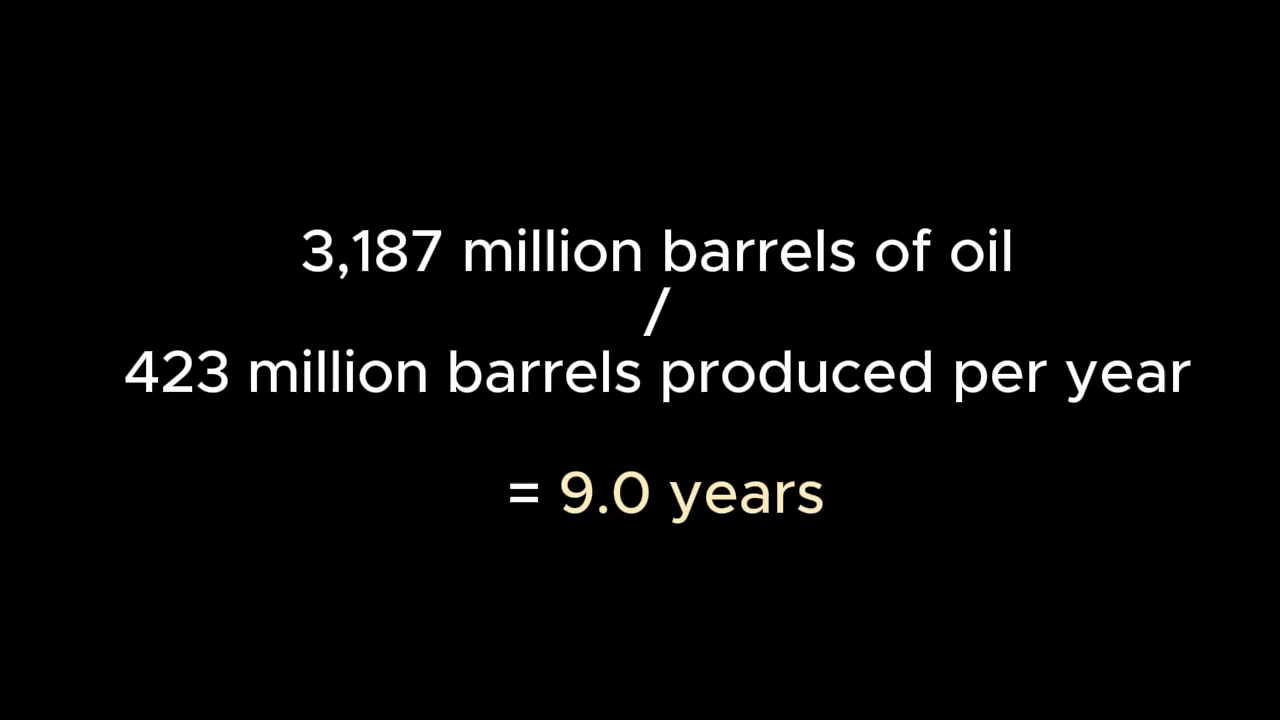 3,187 million barrels of oil
/
423 million barrels produced per year
= 9.0 years